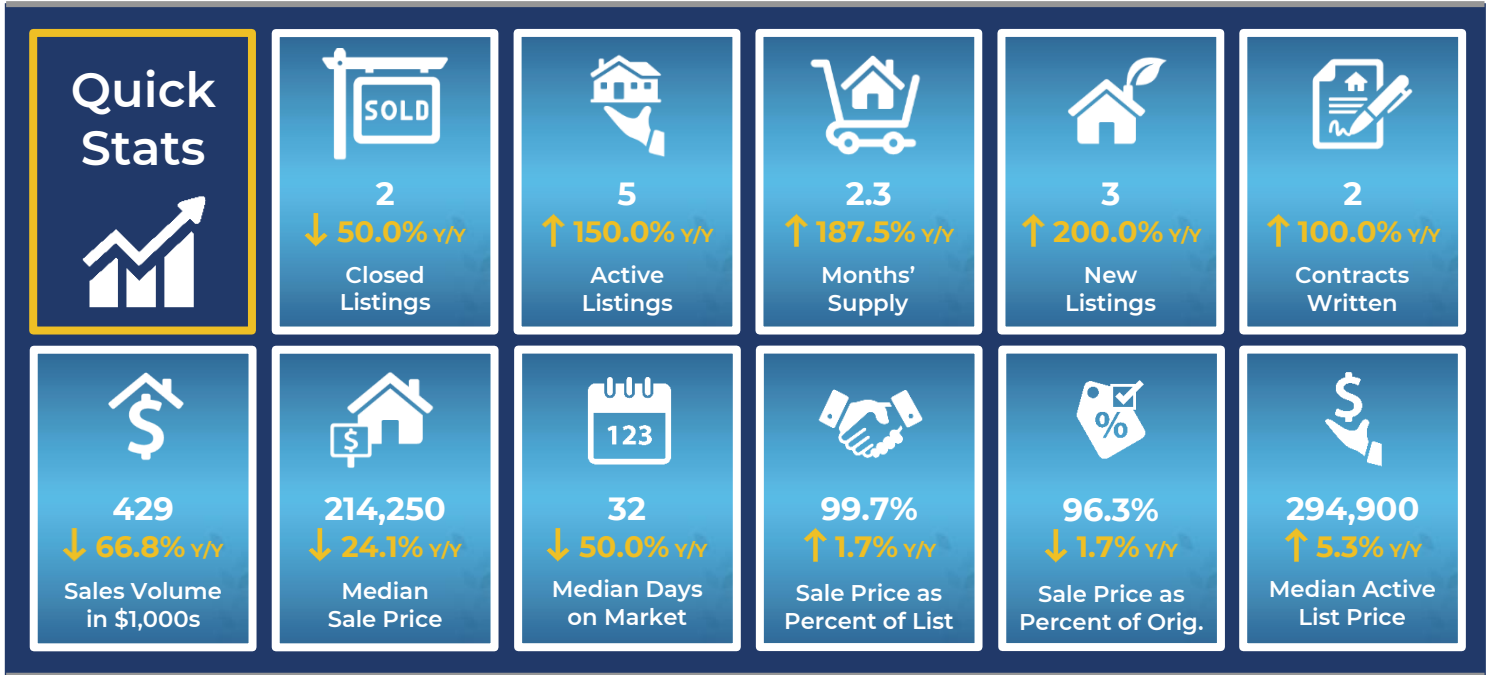 Quick
Stats
SOLD
2
↓ 50.0% Y/Y
Closed
Listings
5
↑ 150.0% Y/Y
Active
Listings
2.3
↑ 187.5% Y/Y
Months’
Supply
3
↑ 200.0% Y/Y
New
Listings
2
↑ 100.0% Y/Y
Contracts
Written
$
429
↓ 66.8% Y/Y
Sales Volume
in $1,000s
$
214,250
↓ 24.1% Y/Y
Median
Sale Price
123
32
↓ 50.0% Y/Y
Median Days
on Market
99.7%
↑ 1.7% Y/Y
Sale Price as
Percent of List
%
96.3%
↓ 1.7% Y/Y
Sale Price as
Percent of Orig.
$
294,900
↑ 5.3% Y/Y
Median Active
List Price